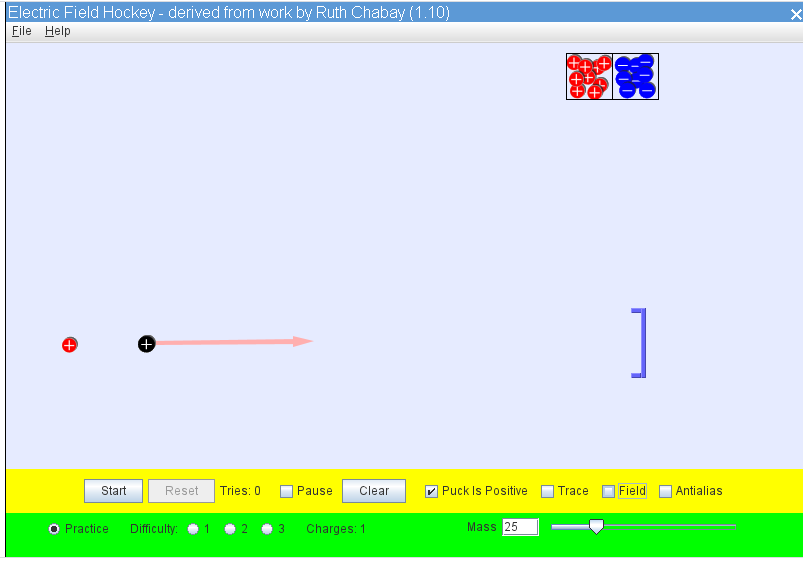 Electric Field Hockey - derived from work by Ruth Chabay (1.10)
File Help
Start Reset Tries: 0 Pause Clear Puck Is Positive Trace Field Antialias
Practice Difficulty: 1 2 3 Charges: 1 Mass 25